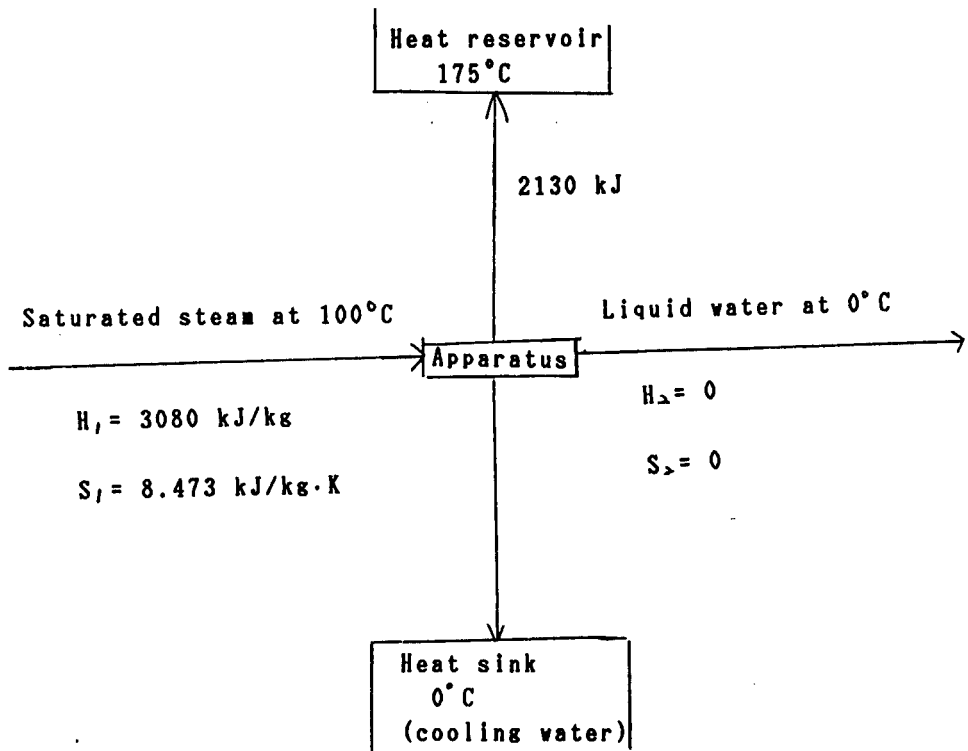 Heat reservoir
175°C
2130 kJ
Saturated steam at 100°C
Liquid water at 0°C
Apparatus
H₁= 3080 kJ/kg
H₂= 0
S₁= 8.473 kJ/kg·K
S₂= 0
Heat sink
0°C
(cooling water)